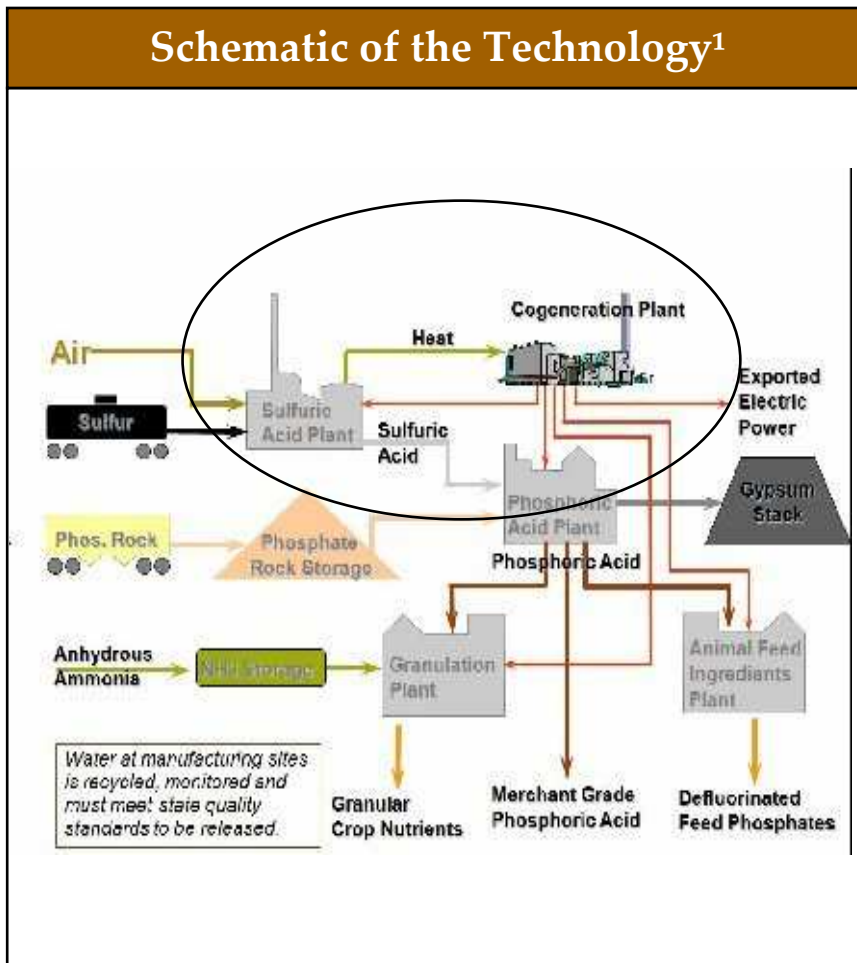 Schematic of the Technology¹
Cogeneration Plant
Heat
Air
Exported
Electric
Power
Sulfur
Sulfuric
Acid Plant
Sulfuric
Acid
Gypsum
Stack
Phosphoric
Acid Plant
Phos. Rock
Phosphate
Rock Storage
Phosphoric Acid
Anhydrous
Ammonia
NH3 Storage
Granulation
Plant
Animal Feed
Ingredients
Plant
Water at manufacturing sites
is recycled, monitored and
must meet state quality
standards to be released.
Granular
Crop Nutrients
Merchant Grade
Phosphoric Acid
Defluorinated
Feed Phosphates